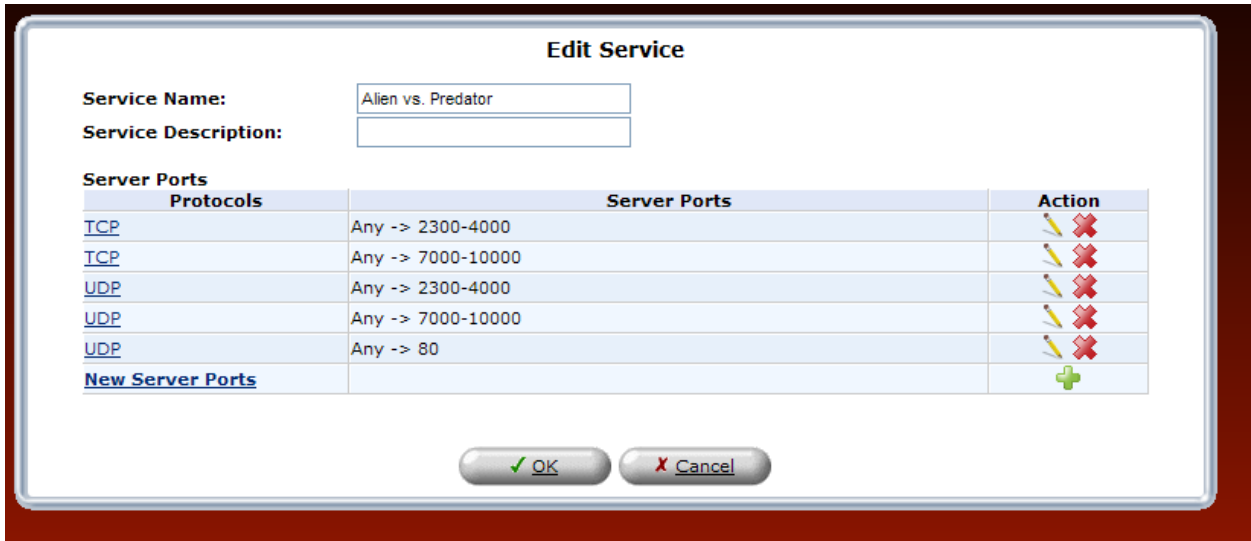 Edit Service
Service Name: Alien vs. Predator
Service Description:
Server Ports
Protocols Server Ports Action
TCP Any -> 2300-4000
TCP Any -> 7000-10000
UDP Any -> 2300-4000
UDP Any -> 7000-10000
UDP Any -> 80
New Server Ports
OK Cancel